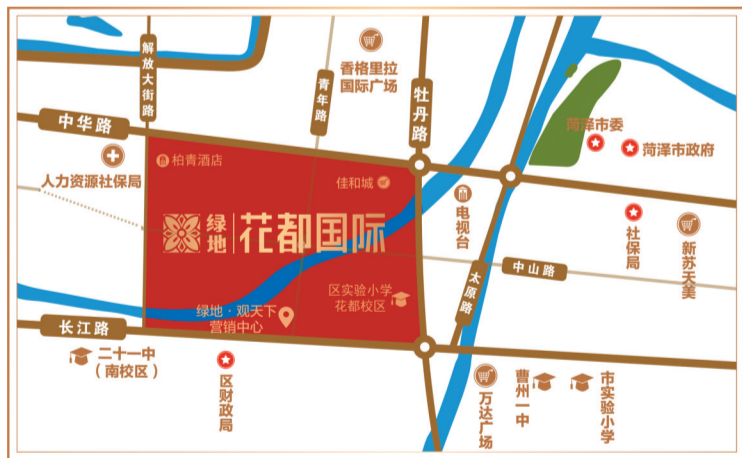 解放大街路
香格里拉
国际广场
青年路
牡丹路
中华路
菏泽市委
菏泽市政府
人力资源社保局
柏青酒店
佳和城
电视台
社保局
新苏天美
绿地
花都国际
中山路
太原路
区实验小学
花都校区
绿地·观天下
营销中心
长江路
二十一中
（南校区）
区财政局
万达广场
曹州一中
市实验小学